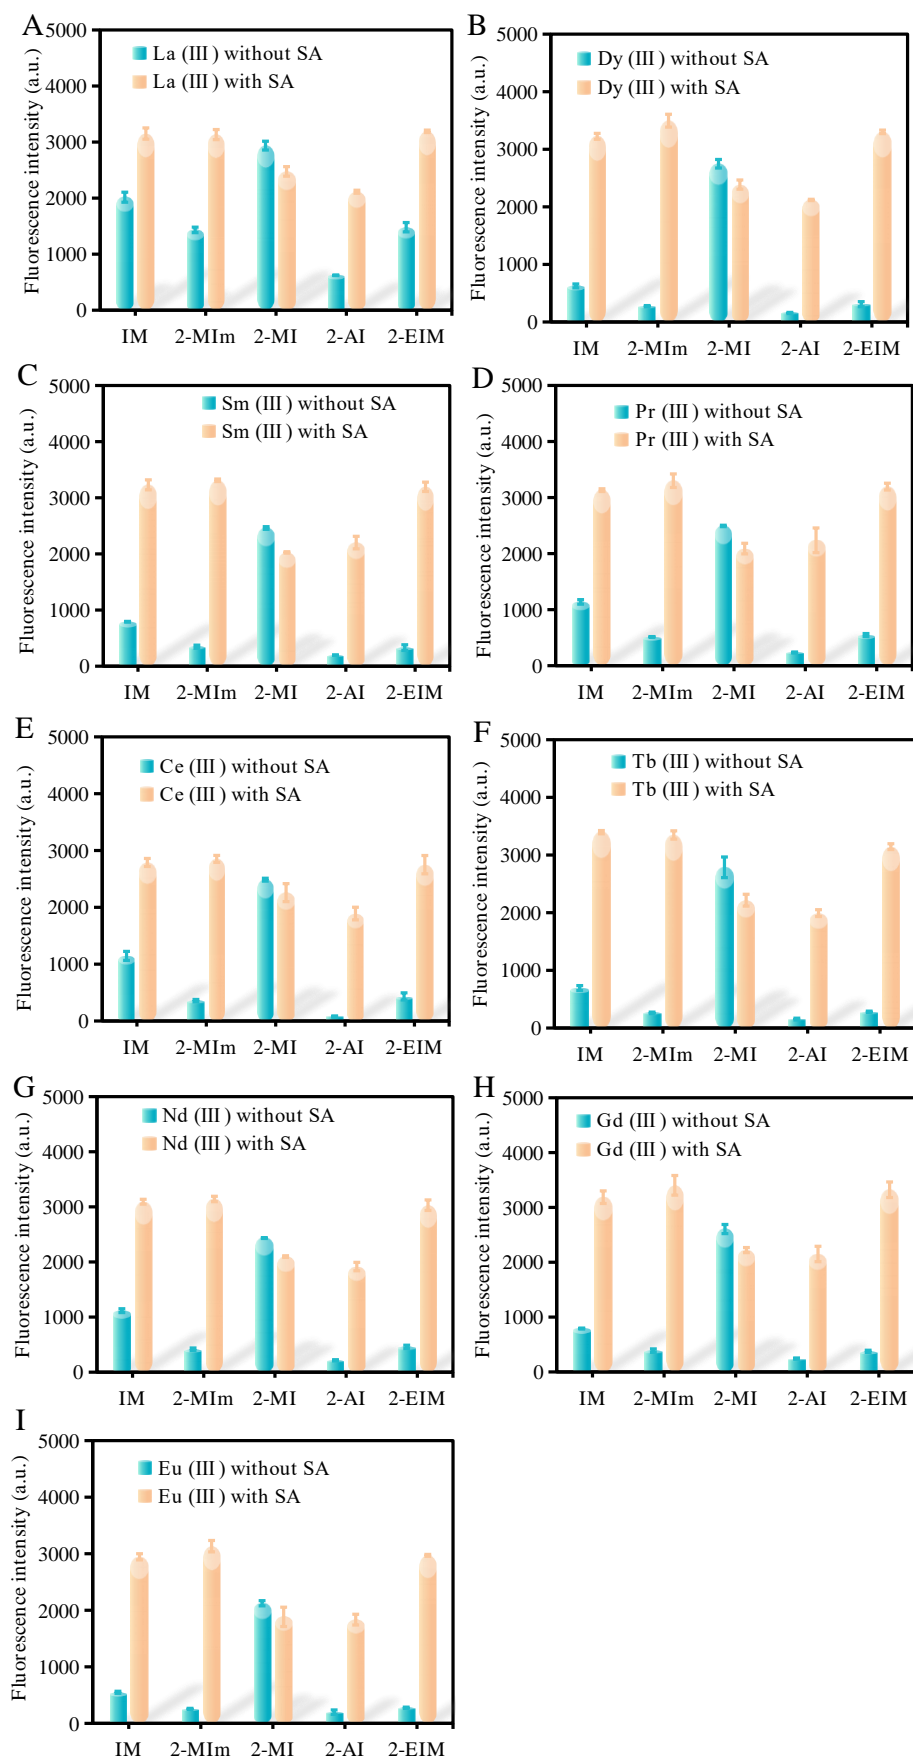 A
5000
4000
3000
2000
1000
0
Fluorescence intensity (a.u.)
La (III) without SA
La (III) with SA
IM 2-MIm 2-MI 2-AI 2-EIM
B
5000
4000
3000
2000
1000
0
Fluorescence intensity (a.u.)
Dy (III) without SA
Dy (III) with SA
IM 2-MIm 2-MI 2-AI 2-EIM
C
5000
4000
3000
2000
1000
0
Fluorescence intensity (a.u.)
Sm (III) without SA
Sm (III) with SA
IM 2-MIm 2-MI 2-AI 2-EIM
D
5000
4000
3000
2000
1000
0
Fluorescence intensity (a.u.)
Pr (III) without SA
Pr (III) with SA
IM 2-MIm 2-MI 2-AI 2-EIM
E
5000
4000
3000
2000
1000
0
Fluorescence intensity (a.u.)
Ce (III) without SA
Ce (III) with SA
IM 2-MIm 2-MI 2-AI 2-EIM
F
5000
4000
3000
2000
1000
0
Fluorescence intensity (a.u.)
Tb (III) without SA
Tb (III) with SA
IM 2-MIm 2-MI 2-AI 2-EIM
G
5000
4000
3000
2000
1000
0
Fluorescence intensity (a.u.)
Nd (III) without SA
Nd (III) with SA
IM 2-MIm 2-MI 2-AI 2-EIM
H
5000
4000
3000
2000
1000
0
Fluorescence intensity (a.u.)
Gd (III) without SA
Gd (III) with SA
IM 2-MIm 2-MI 2-AI 2-EIM
I
5000
4000
3000
2000
1000
0
Fluorescence intensity (a.u.)
Eu (III) without SA
Eu (III) with SA
IM 2-MIm 2-MI 2-AI 2-EIM